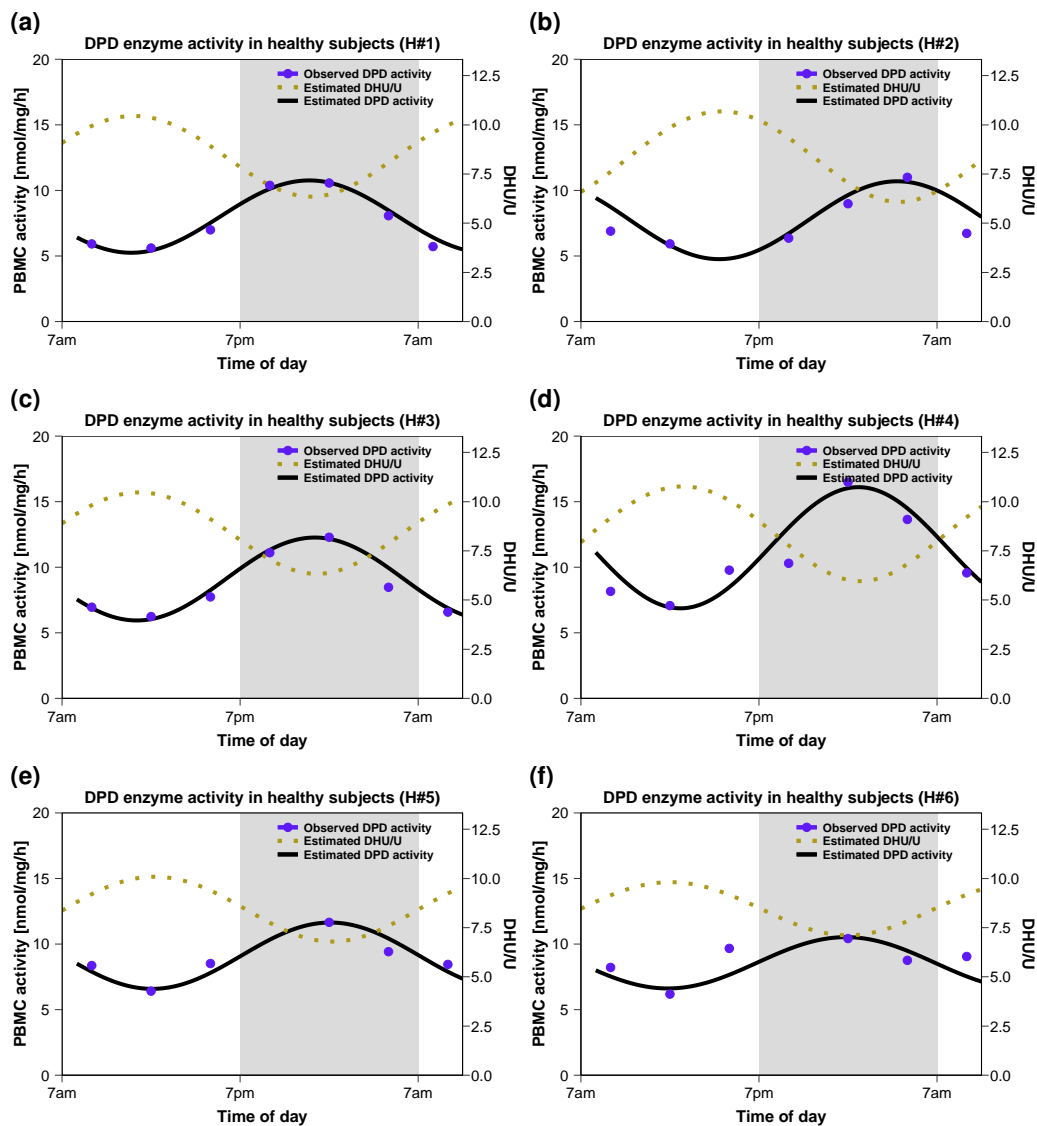 (a)
DPD enzyme activity in healthy subjects (H#1)
PBMC activity [nmol/mg/h]
20
15
10
5
0
Observed DPD activity
Estimated DHU/U
Estimated DPD activity
12.5
10.0
7.5
5.0
2.5
0.0
DHU/U
7am
7pm
7am
Time of day
(b)
DPD enzyme activity in healthy subjects (H#2)
PBMC activity [nmol/mg/h]
20
15
10
5
0
Observed DPD activity
Estimated DHU/U
Estimated DPD activity
12.5
10.0
7.5
5.0
2.5
0.0
DHU/U
7am
7pm
7am
Time of day
(c)
DPD enzyme activity in healthy subjects (H#3)
PBMC activity [nmol/mg/h]
20
15
10
5
0
Observed DPD activity
Estimated DHU/U
Estimated DPD activity
12.5
10.0
7.5
5.0
2.5
0.0
DHU/U
7am
7pm
7am
Time of day
(d)
DPD enzyme activity in healthy subjects (H#4)
PBMC activity [nmol/mg/h]
20
15
10
5
0
Observed DPD activity
Estimated DHU/U
Estimated DPD activity
12.5
10.0
7.5
5.0
2.5
0.0
DHU/U
7am
7pm
7am
Time of day
(e)
DPD enzyme activity in healthy subjects (H#5)
PBMC activity [nmol/mg/h]
20
15
10
5
0
Observed DPD activity
Estimated DHU/U
Estimated DPD activity
12.5
10.0
7.5
5.0
2.5
0.0
DHU/U
7am
7pm
7am
Time of day
(f)
DPD enzyme activity in healthy subjects (H#6)
PBMC activity [nmol/mg/h]
20
15
10
5
0
Observed DPD activity
Estimated DHU/U
Estimated DPD activity
12.5
10.0
7.5
5.0
2.5
0.0
DHU/U
7am
7pm
7am
Time of day